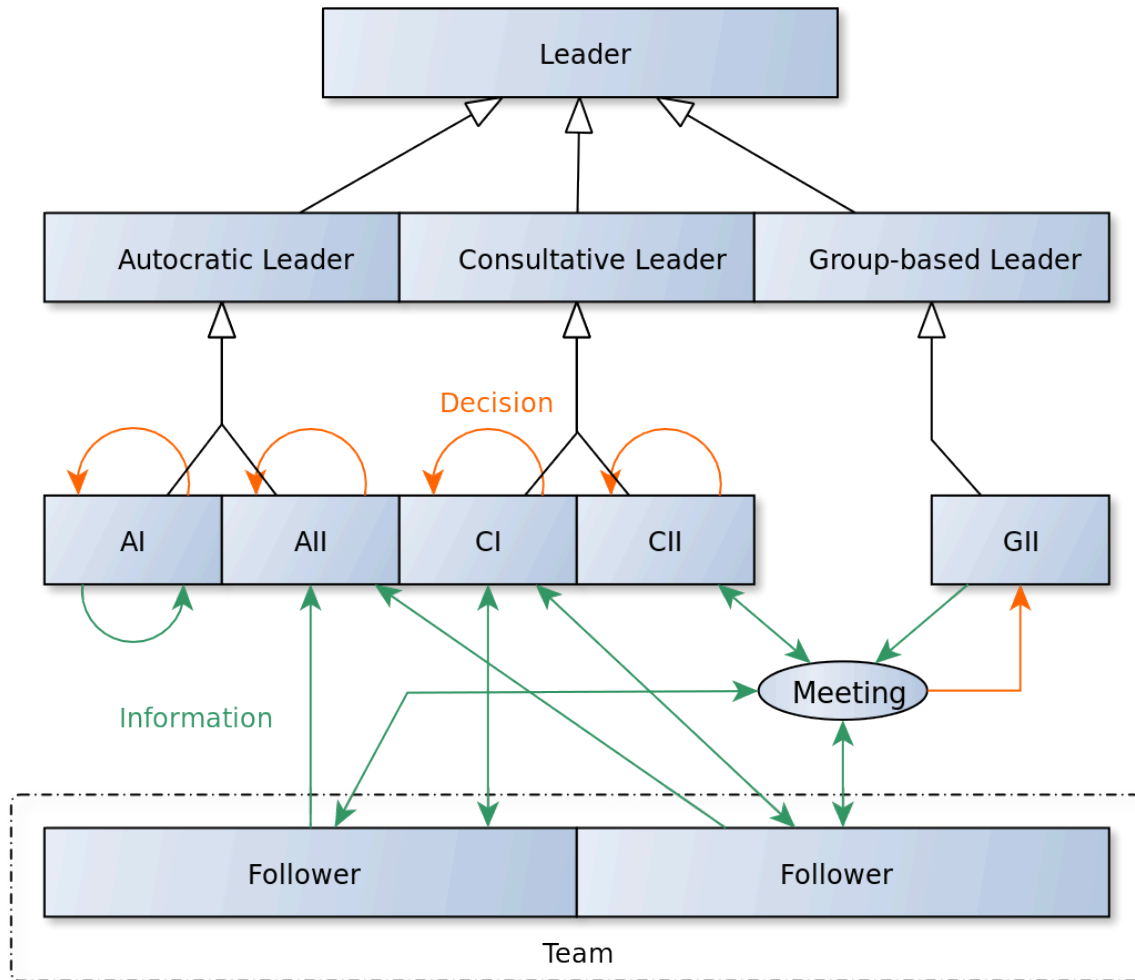 Leader
Autocratic Leader
Consultative Leader
Group-based Leader
Decision
AI
AII
CI
CII
GII
Meeting
Information
Follower
Follower
Team